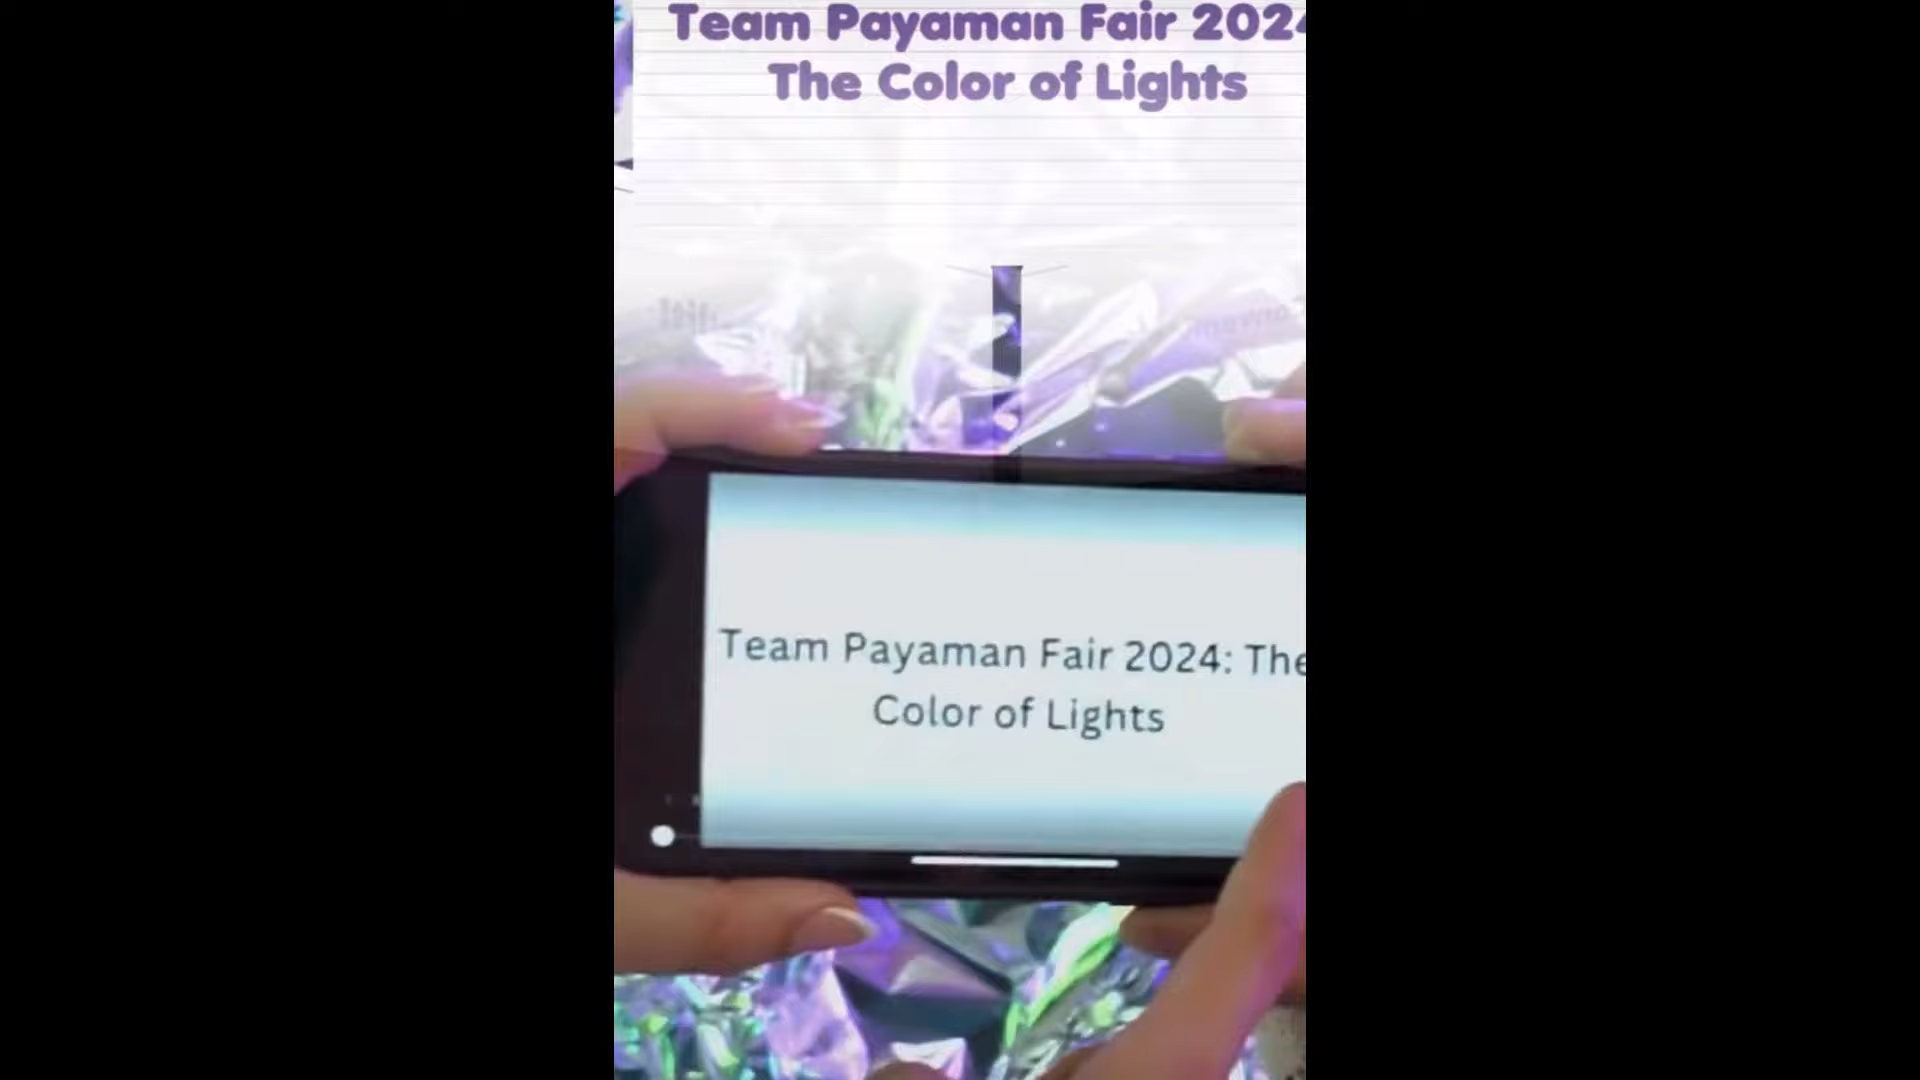 Team Payaman Fair 2024
The Color of Lights
Team Payaman Fair 2024: The
Color of Lights